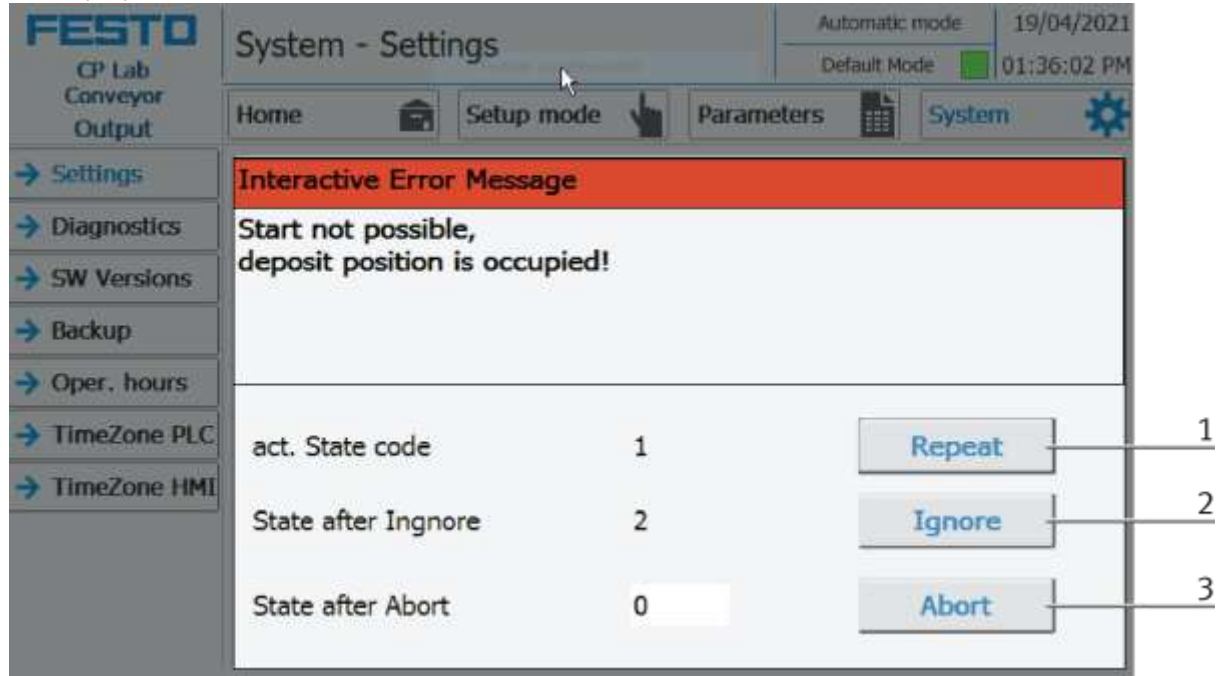 FESTO
CP Lab
Conveyor
Output
System - Settings
Automatic mode
Default Mode
19/04/2021
01:36:02 PM
Home
Setup mode
Parameters
System
Settings
Diagnostics
SW Versions
Backup
Oper. hours
TimeZone PLC
TimeZone HMI
Interactive Error Message
Start not possible,
deposit position is occupied!
act. State code 1 Repeat 1
State after Ingnore 2 Ignore 2
State after Abort 0 Abort 3